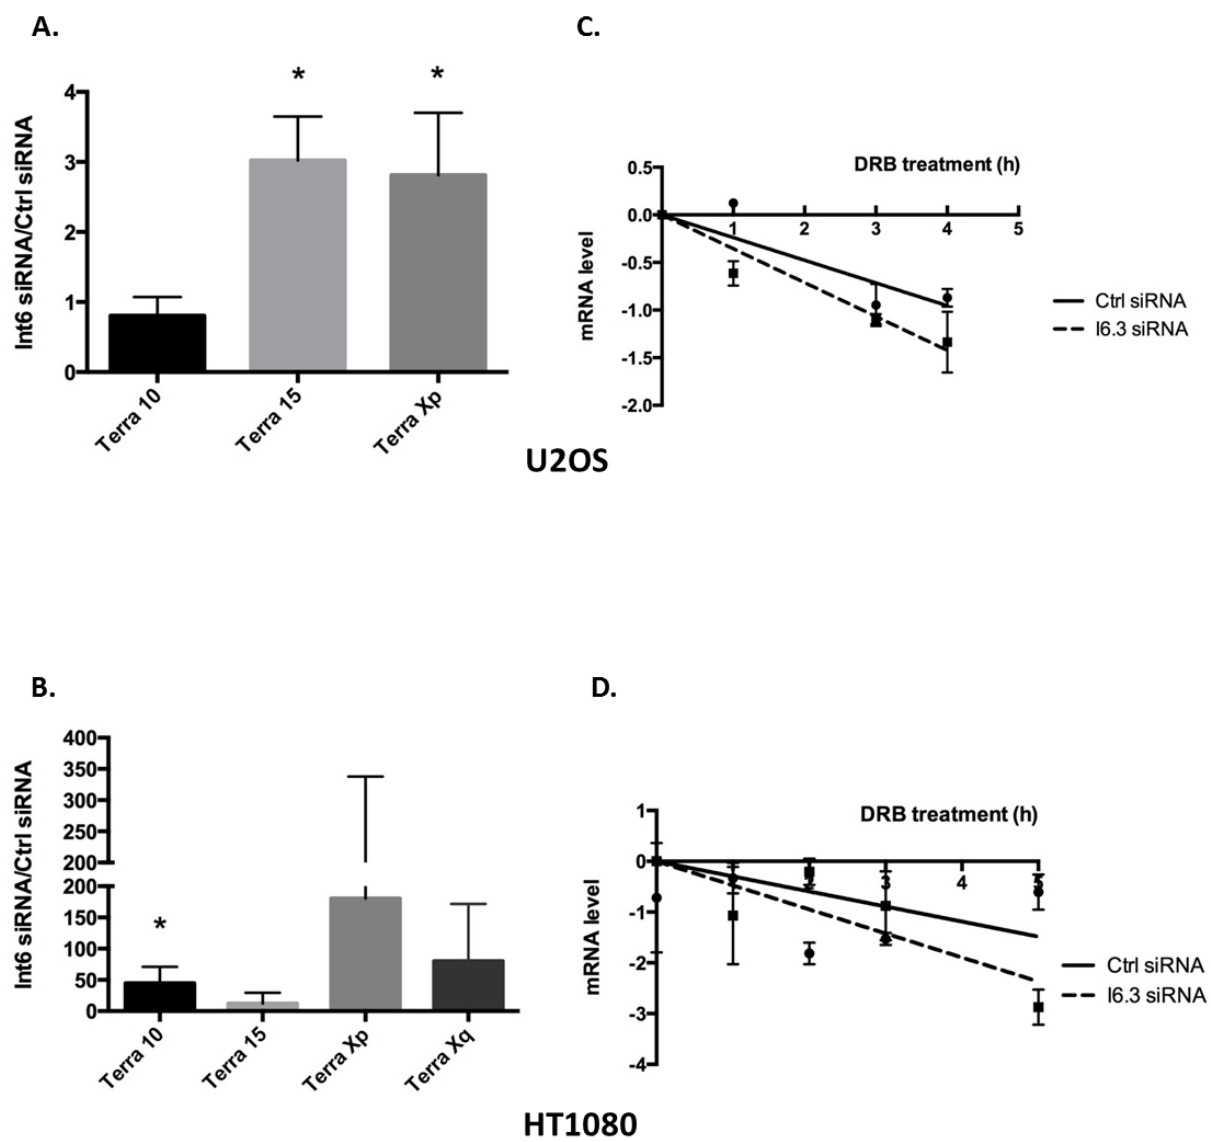 A.
Int6 siRNA/Ctrl siRNA
4
3
2
1
0
*
*
Terra 10
Terra 15
Terra Xp
C.
DRB treatment (h)
mRNA level
0.5
0.0
-0.5
-1.0
-1.5
-2.0
1 2 3 4 5
Ctrl siRNA
I6.3 siRNA
U2OS
B.
Int6 siRNA/Ctrl siRNA
400
350
300
250
200
200
150
100
50
0
*
Terra 10
Terra 15
Terra Xp
Terra Xq
D.
DRB treatment (h)
mRNA level
1
0
-1
-2
-3
-4
3 4 5
Ctrl siRNA
I6.3 siRNA
HT1080